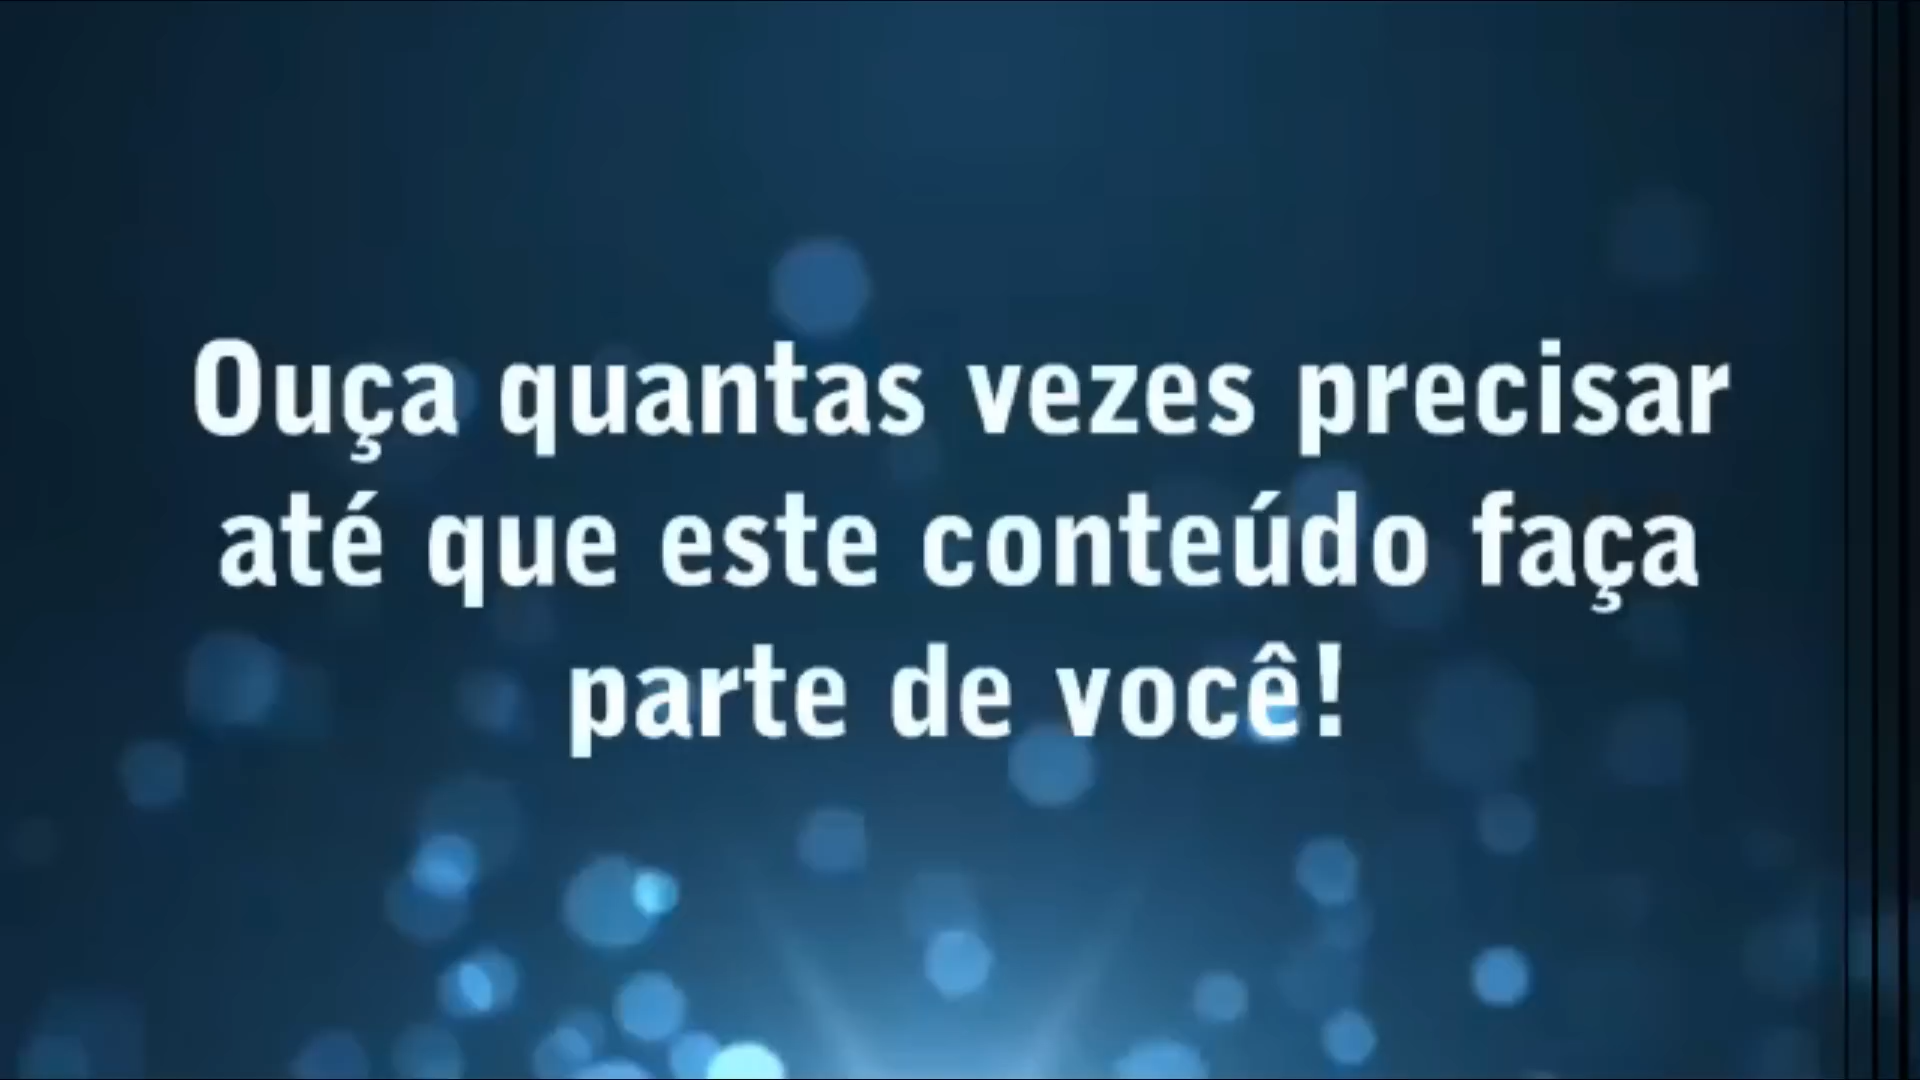 Ouça quantas vezes precisar
até que este conteúdo faça
parte de você!